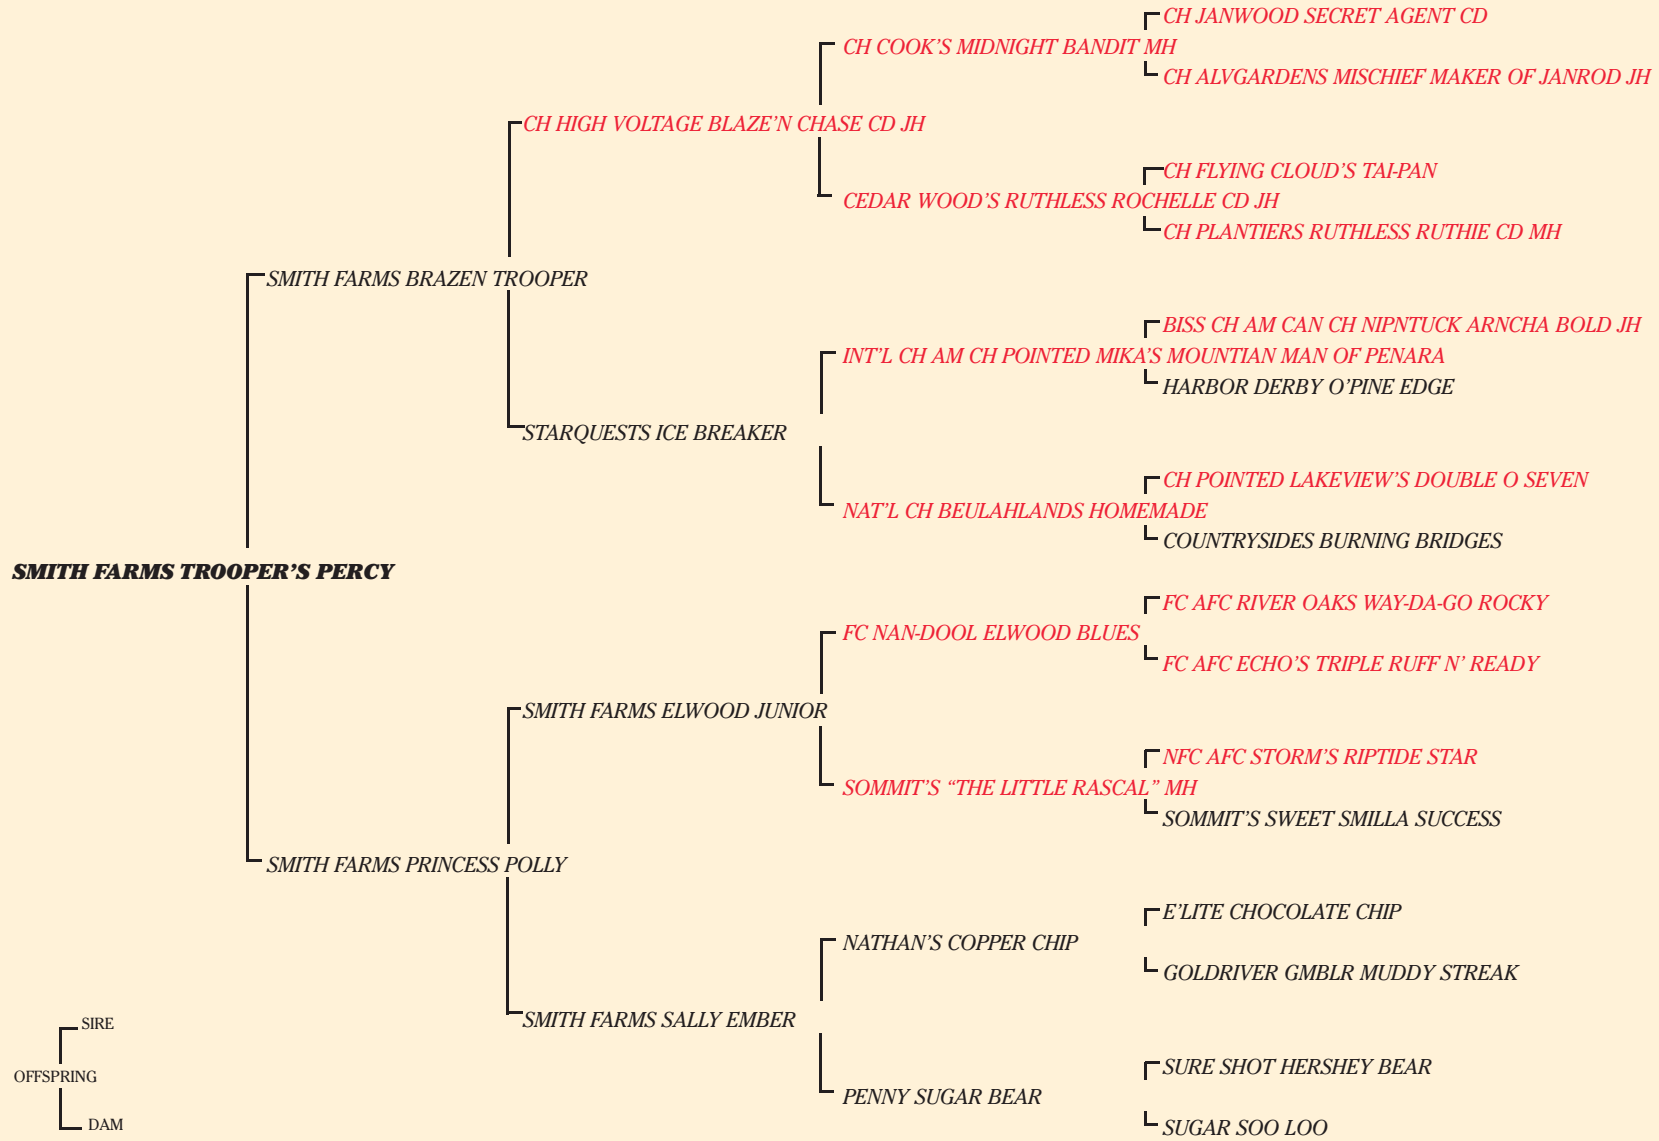 CH JANWOOD SECRET AGENT CD
CH COOK'S MIDNIGHT BANDIT MH
CH ALVGARDENS MISCHIEF MAKER OF JANROD JH
CH HIGH VOLTAGE BLAZE'N CHASE CD JH
CH FLYING CLOUD'S TAI-PAN
CEDAR WOOD'S RUTHLESS ROCHELLE CD JH
CH PLANTIERS RUTHLESS RUTHIE CD MH
SMITH FARMS BRAZEN TROOPER
BISS CH AM CAN CH NIPNTUCK ARNCHA BOLD JH
INT'L CH AM CH POINTED MIKA'S MOUNTIAN MAN OF PENARA
HARBOR DERBY O'PINE EDGE
STARQUESTS ICE BREAKER
CH POINTED LAKEVIEW'S DOUBLE O SEVEN
NAT'L CH BEULAHLANDS HOMEMADE
COUNTRYSIDES BURNING BRIDGES
SMITH FARMS TROOPER'S PERCY
FC AFC RIVER OAKS WAY-DA-GO ROCKY
FC NAN-DOOL ELWOOD BLUES
FC AFC ECHO'S TRIPLE RUFF N' READY
SMITH FARMS ELWOOD JUNIOR
NFC AFC STORM'S RIPTIDE STAR
SOMMIT'S “THE LITTLE RASCAL” MH
SOMMIT'S SWEET SMILLA SUCCESS
SMITH FARMS PRINCESS POLLY
E'LITE CHOCOLATE CHIP
NATHAN'S COPPER CHIP
GOLDRIVER GMBLR MUDDY STREAK
SMITH FARMS SALLY EMBER
SURE SHOT HERSHEY BEAR
PENNY SUGAR BEAR
SUGAR SOO LOO
SIRE
OFFSPRING
DAM